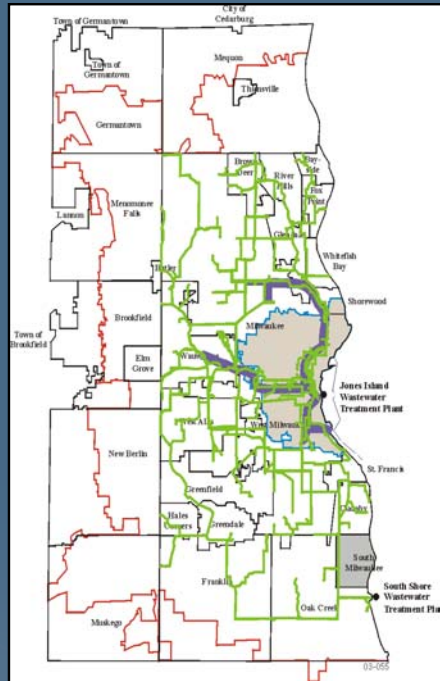 City of
Cedarburg
Town of Germantown
Town of
Germantown
Mequon
Thiensville
Germantown
Brown
Deer
River
Hills
Bay-
side
Fox
Point
Menomonee
Falls
Lannon
Glendale
Whitefish
Bay
Butler
Shorewood
Milwaukee
Brookfield
Town of
Brookfield
Elm
Grove
Jones Island
Wastewater
Treatment Plant
West Allis
West Milwaukee
New Berlin
St. Francis
Greenfield
Cudahy
Hales
Corners
Greendale
South
Milwaukee
Franklin
South Shore
Wastewater
Treatment Plant
Oak Creek
Muskego
03-055